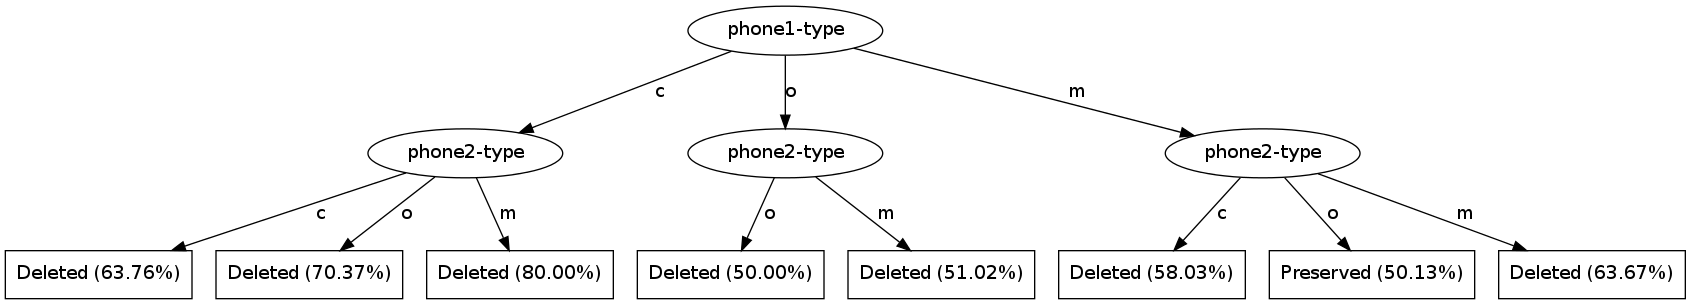 phone1-type
c
o
m
phone2-type
phone2-type
phone2-type
c
o
m
o
m
c
o
m
Deleted (63.76%)
Deleted (70.37%)
Deleted (80.00%)
Deleted (50.00%)
Deleted (51.02%)
Deleted (58.03%)
Preserved (50.13%)
Deleted (63.67%)